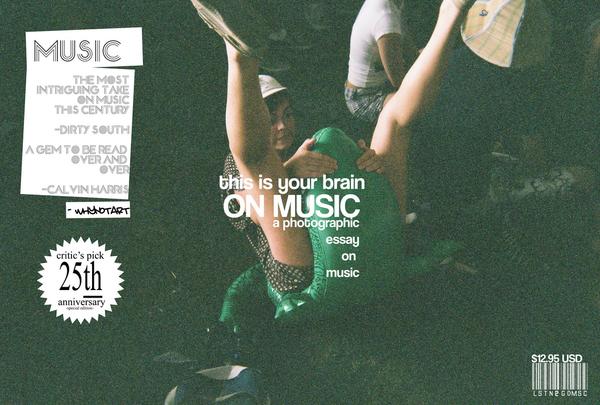 MUSIC
THE MOST
INTRIGUING TAKE
ON MUSIC
THIS CENTURY
-DIRTY SOUTH
A GEM TO BE READ
OVER AND
OVER
-CALVIN HARRIS
- WHYNOTART
critic's pick
25th
anniversary
-special edition-
this is your brain
ON MUSIC
a photographic
essay
on
music
$12.95 USD
LSTN2GOMSC